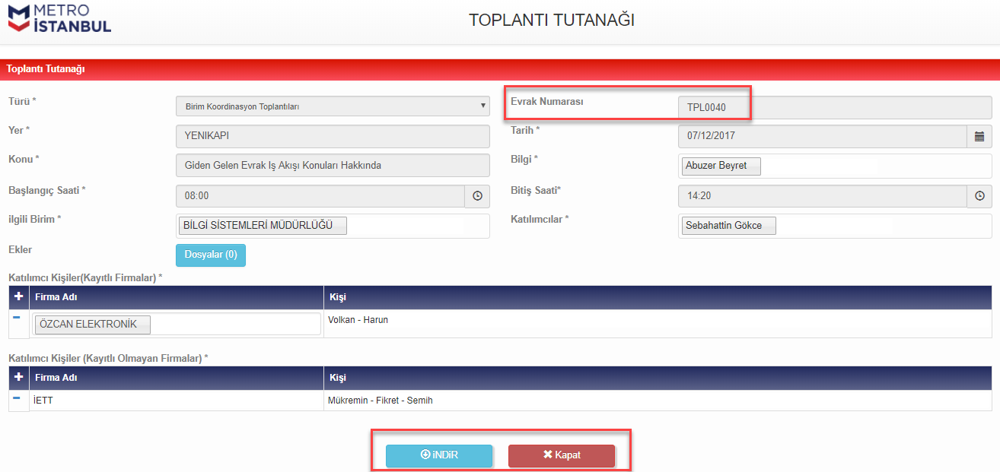 METRO
İSTANBUL
TOPLANTI TUTANAĞI
Toplantı Tutanağı
Türü * Birim Koordinasyon Toplantıları Evrak Numarası TPL0040
Yer * YENIKAPI Tarih * 07/12/2017
Konu * Giden Gelen Evrak Iş Akışı Konuları Hakkında Bilgi * Abuzer Beyret
Başlangıç Saati * 08:00 Bitiş Saati* 14:20
ilgili Birim * BİLGİ SİSTEMLERİ MÜDÜRLÜĞÜ Katılımcılar * Sebahattin Gökce
Ekler Dosyalar (0)
Katılımcı Kişiler(Kayıtlı Firmalar) *
Firma Adı Kişi
ÖZCAN ELEKTRONİK Volkan - Harun
Katılımcı Kişiler (Kayıtlı Olmayan Firmalar) *
Firma Adı Kişi
İETT Mükremin - Fikret - Semih
iNDiR Kapat